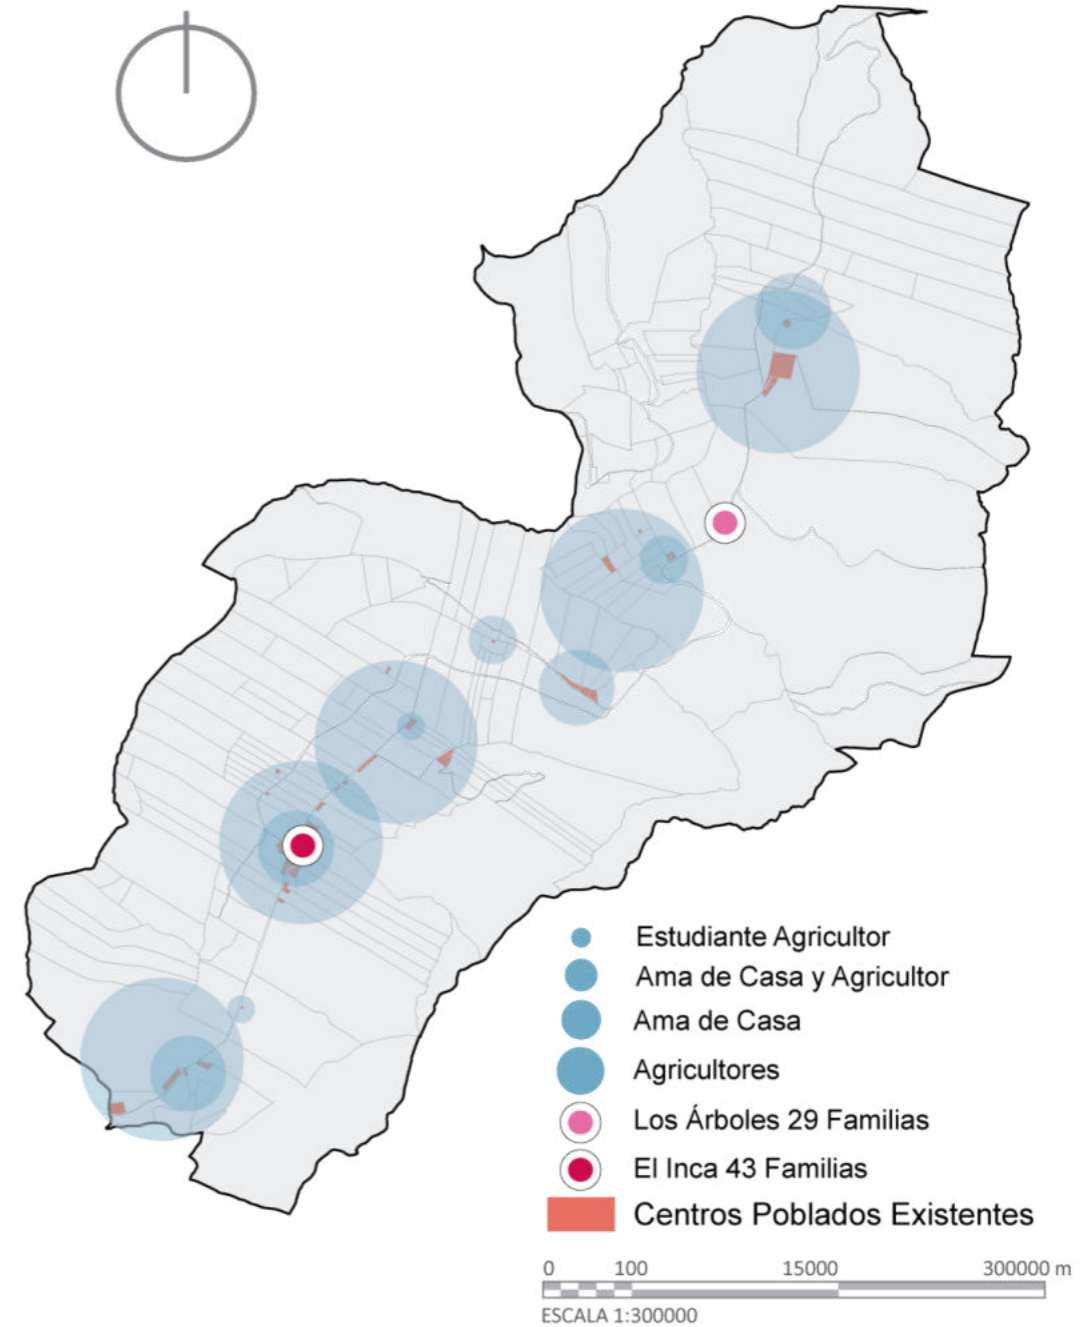 Estudiante Agricultor
Ama de Casa y Agricultor
Ama de Casa
Agricultores
Los Árboles 29 Familias
El Inca 43 Familias
Centros Poblados Existentes
0 100 15000 300000 m
ESCALA 1:300000